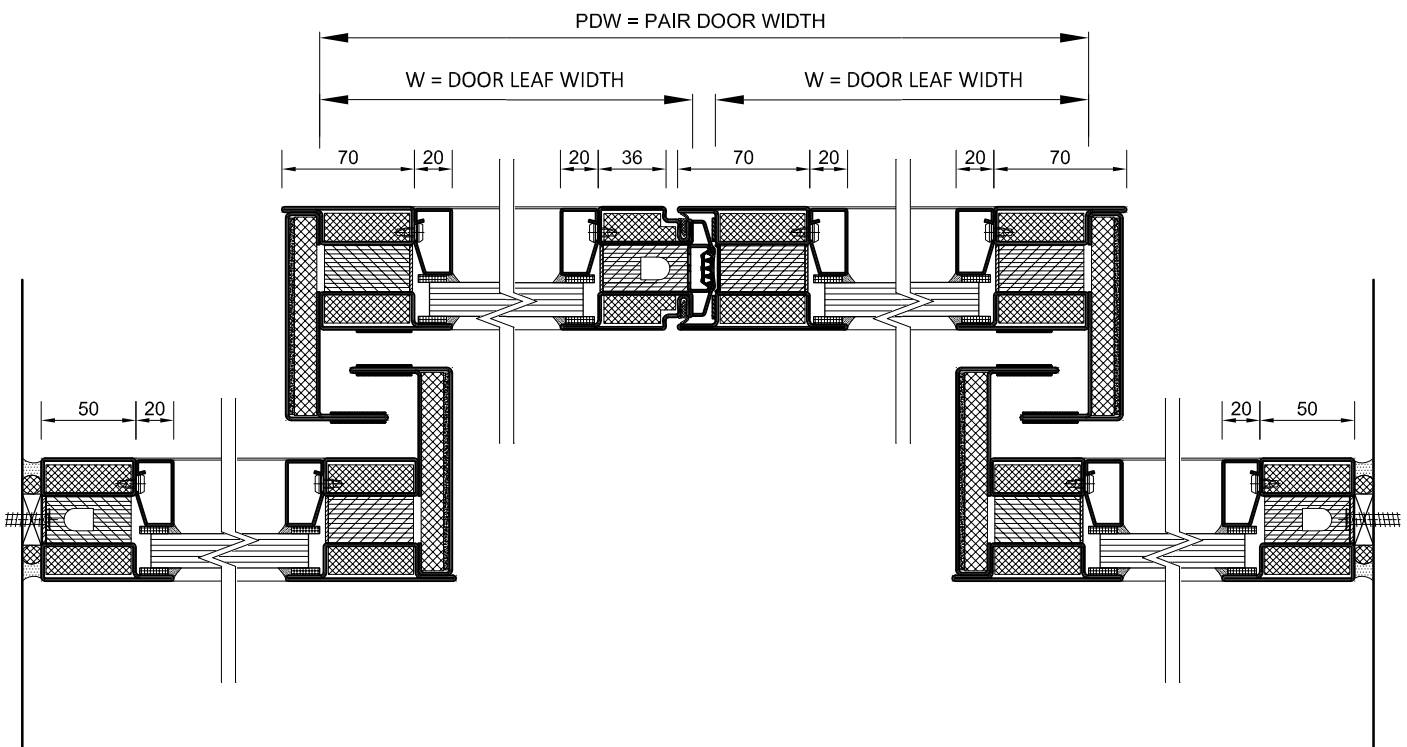 PDW = PAIR DOOR WIDTH
W = DOOR LEAF WIDTH W = DOOR LEAF WIDTH
70 20 20 36 70 20 20 70
50 20 20 50